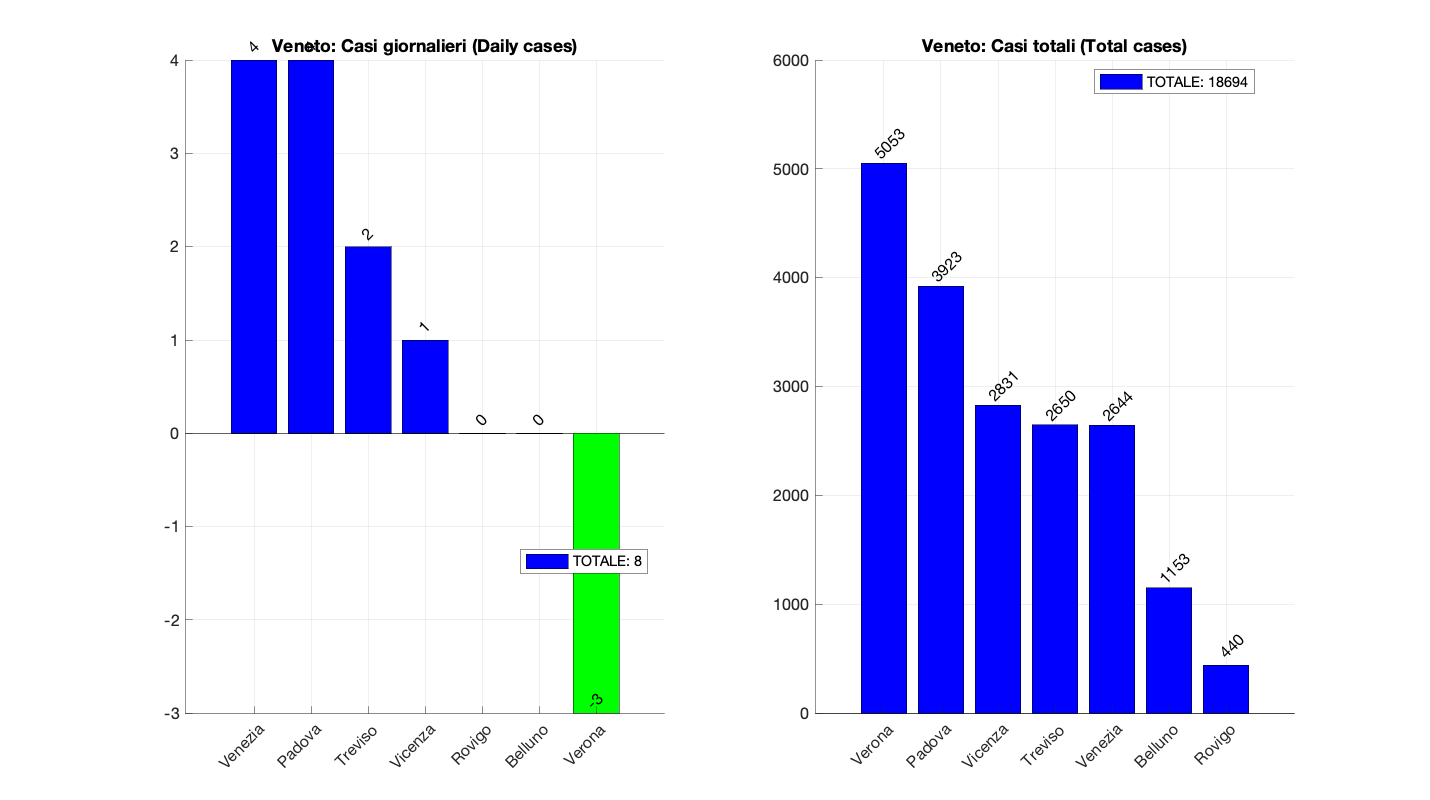 Veneto: Casi giornalieri (Daily cases)
4
4
4
3
2
1
0
-1
-2
-3
2
1
0
0
-3
TOTALE: 8
Venezia
Padova
Treviso
Vicenza
Rovigo
Belluno
Verona
Veneto: Casi totali (Total cases)
6000
5000
4000
3000
2000
1000
0
TOTALE: 18694
5053
3923
2831
2650
2644
1153
440
Verona
Padova
Vicenza
Treviso
Venezia
Belluno
Rovigo